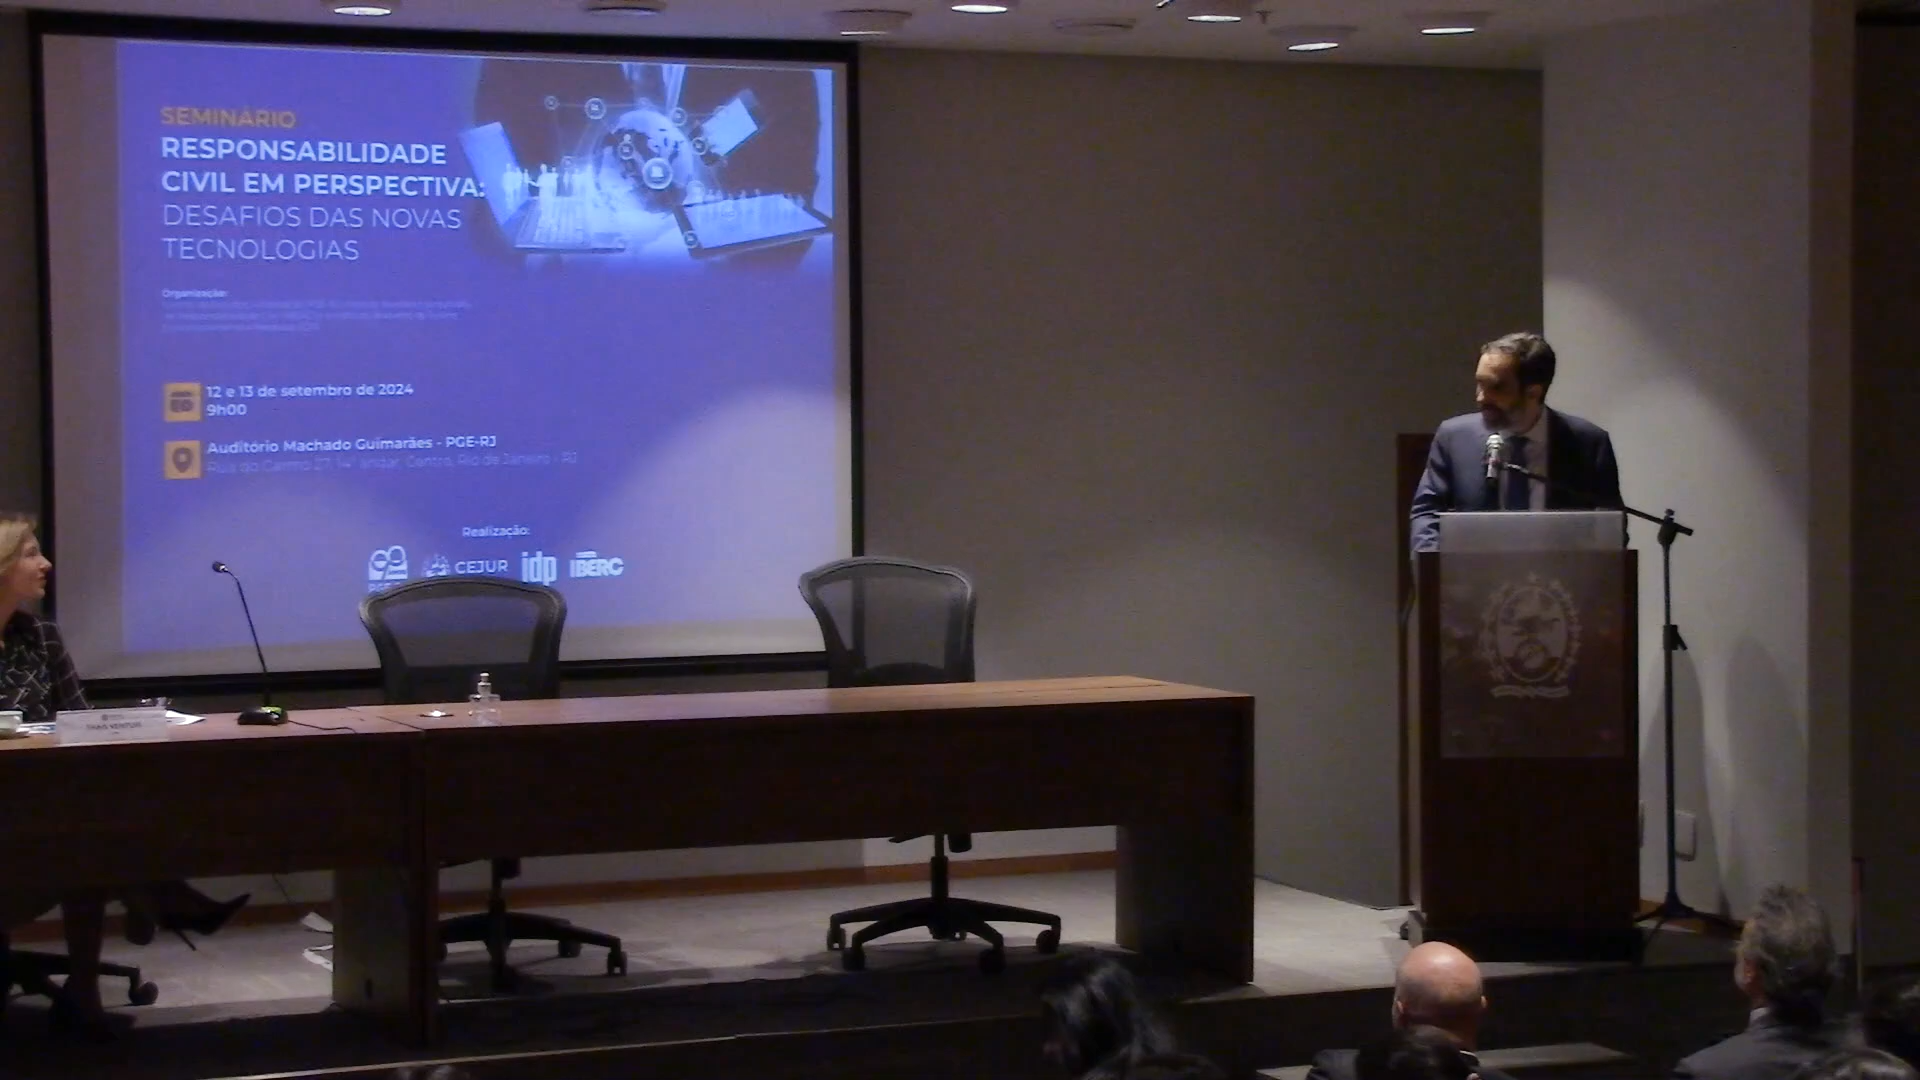 SEMINÁRIO
RESPONSABILIDADE
CIVIL EM PERSPECTIVA:
DESAFIOS DAS NOVAS
TECNOLOGIAS
Organização:
12 e 13 de setembro de 2024
9h00
Auditório Machado Guimarães - PGE-RJ
Rua do Carmo 27, 14° andar, Centro, Rio de Janeiro - RJ
Realização:
CEJUR idp IBERC